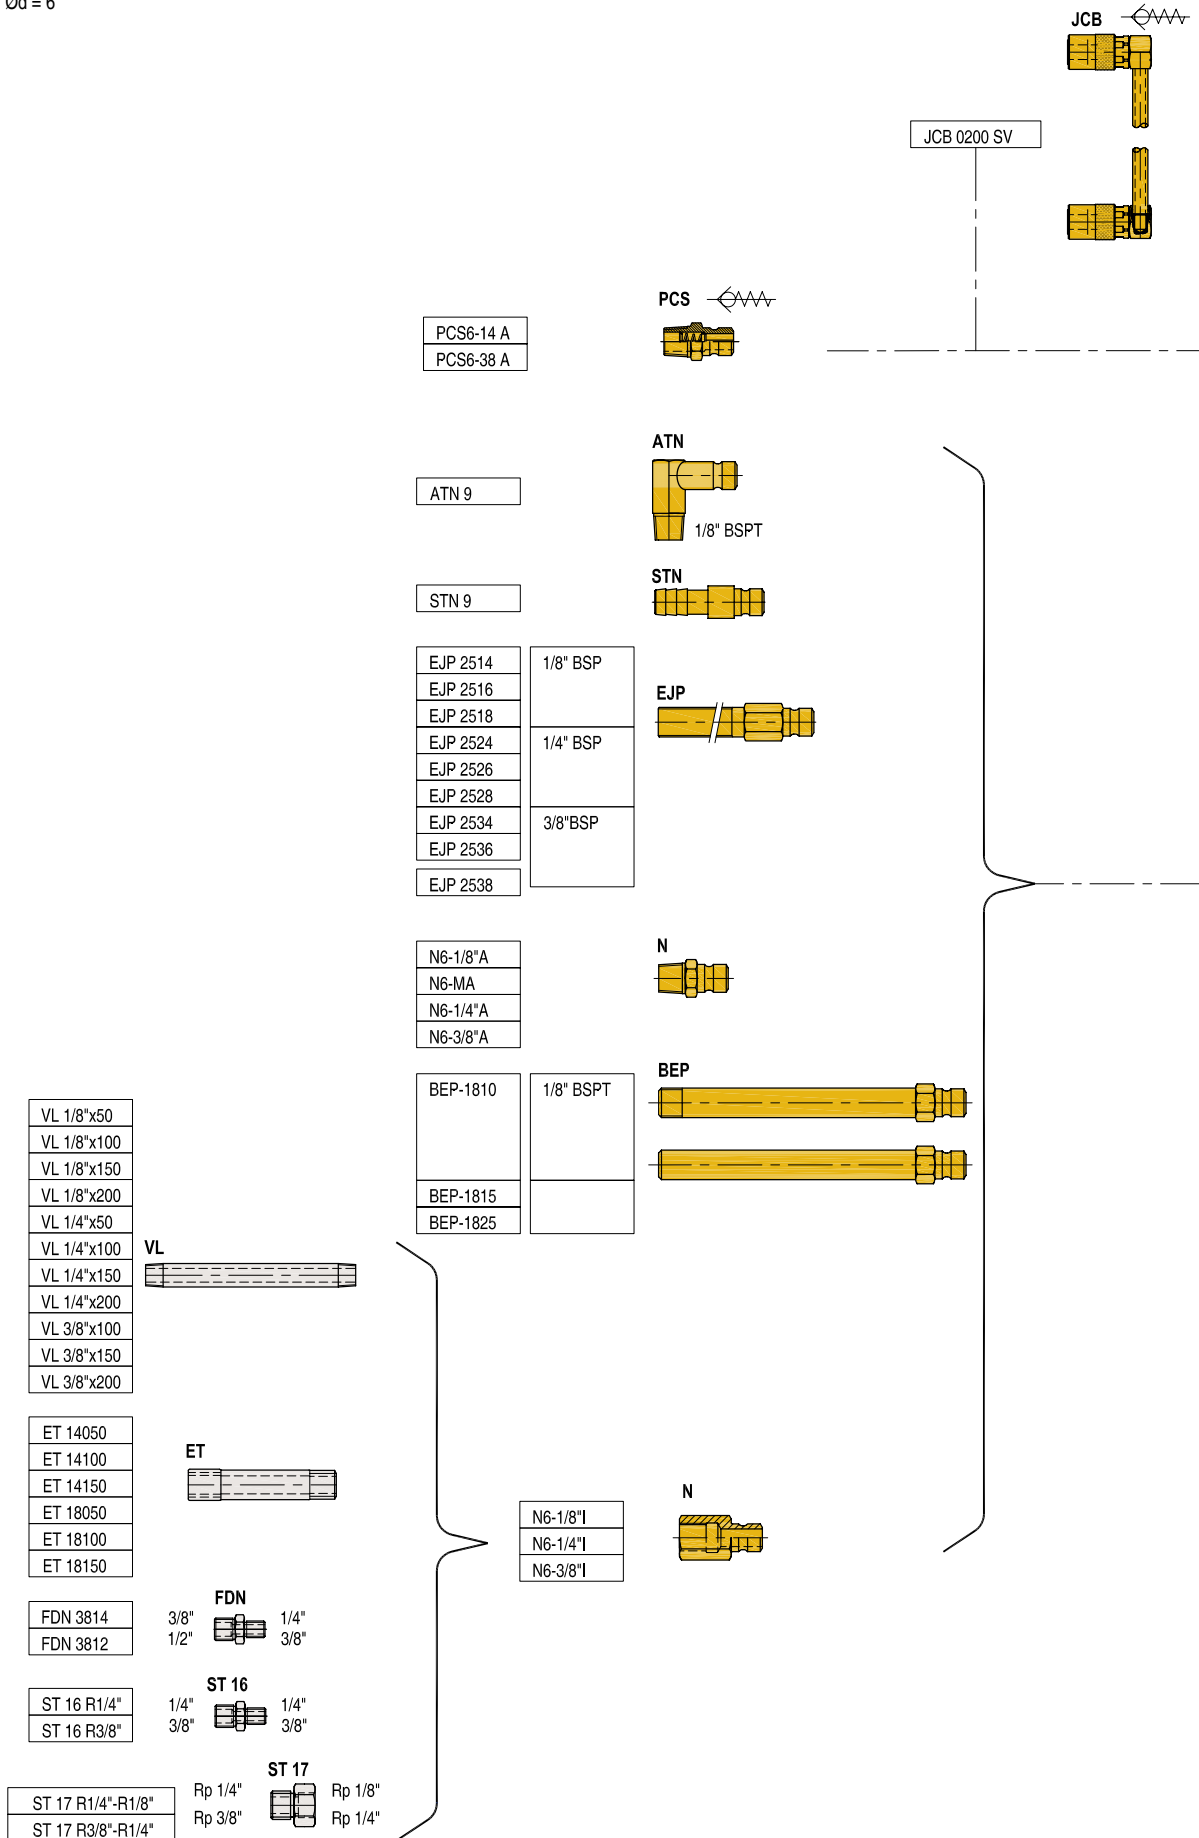 Ød = 6
JCB
JCB 0200 SV
PCS
PCS6-14 A
PCS6-38 A
ATN
ATN 9
1/8" BSPT
STN
STN 9
EJP 2514 1/8" BSP
EJP 2516
EJP
EJP 2518
EJP 2524 1/4" BSP
EJP 2526
EJP 2528
EJP 2534 3/8"BSP
EJP 2536
EJP 2538
N
N6-1/8"A
N6-MA
N6-1/4"A
N6-3/8"A
BEP
BEP-1810 1/8" BSPT
BEP-1815
BEP-1825
VL 1/8"x50
VL 1/8"x100
VL 1/8"x150
VL 1/8"x200
VL 1/4"x50
VL 1/4"x100
VL
VL 1/4"x150
VL 1/4"x200
VL 3/8"x100
VL 3/8"x150
VL 3/8"x200
ET 14050
ET
ET 14100
ET 14150
ET 18050
ET 18100
ET 18150
N
N6-1/8"I
N6-1/4"I
N6-3/8"I
FDN
FDN 3814 3/8" 1/4"
FDN 3812 1/2" 3/8"
ST 16
ST 16 R1/4" 1/4" 1/4"
ST 16 R3/8" 3/8" 3/8"
ST 17
ST 17 R1/4"-R1/8" Rp 1/4" Rp 1/8"
ST 17 R3/8"-R1/4" Rp 3/8" Rp 1/4"